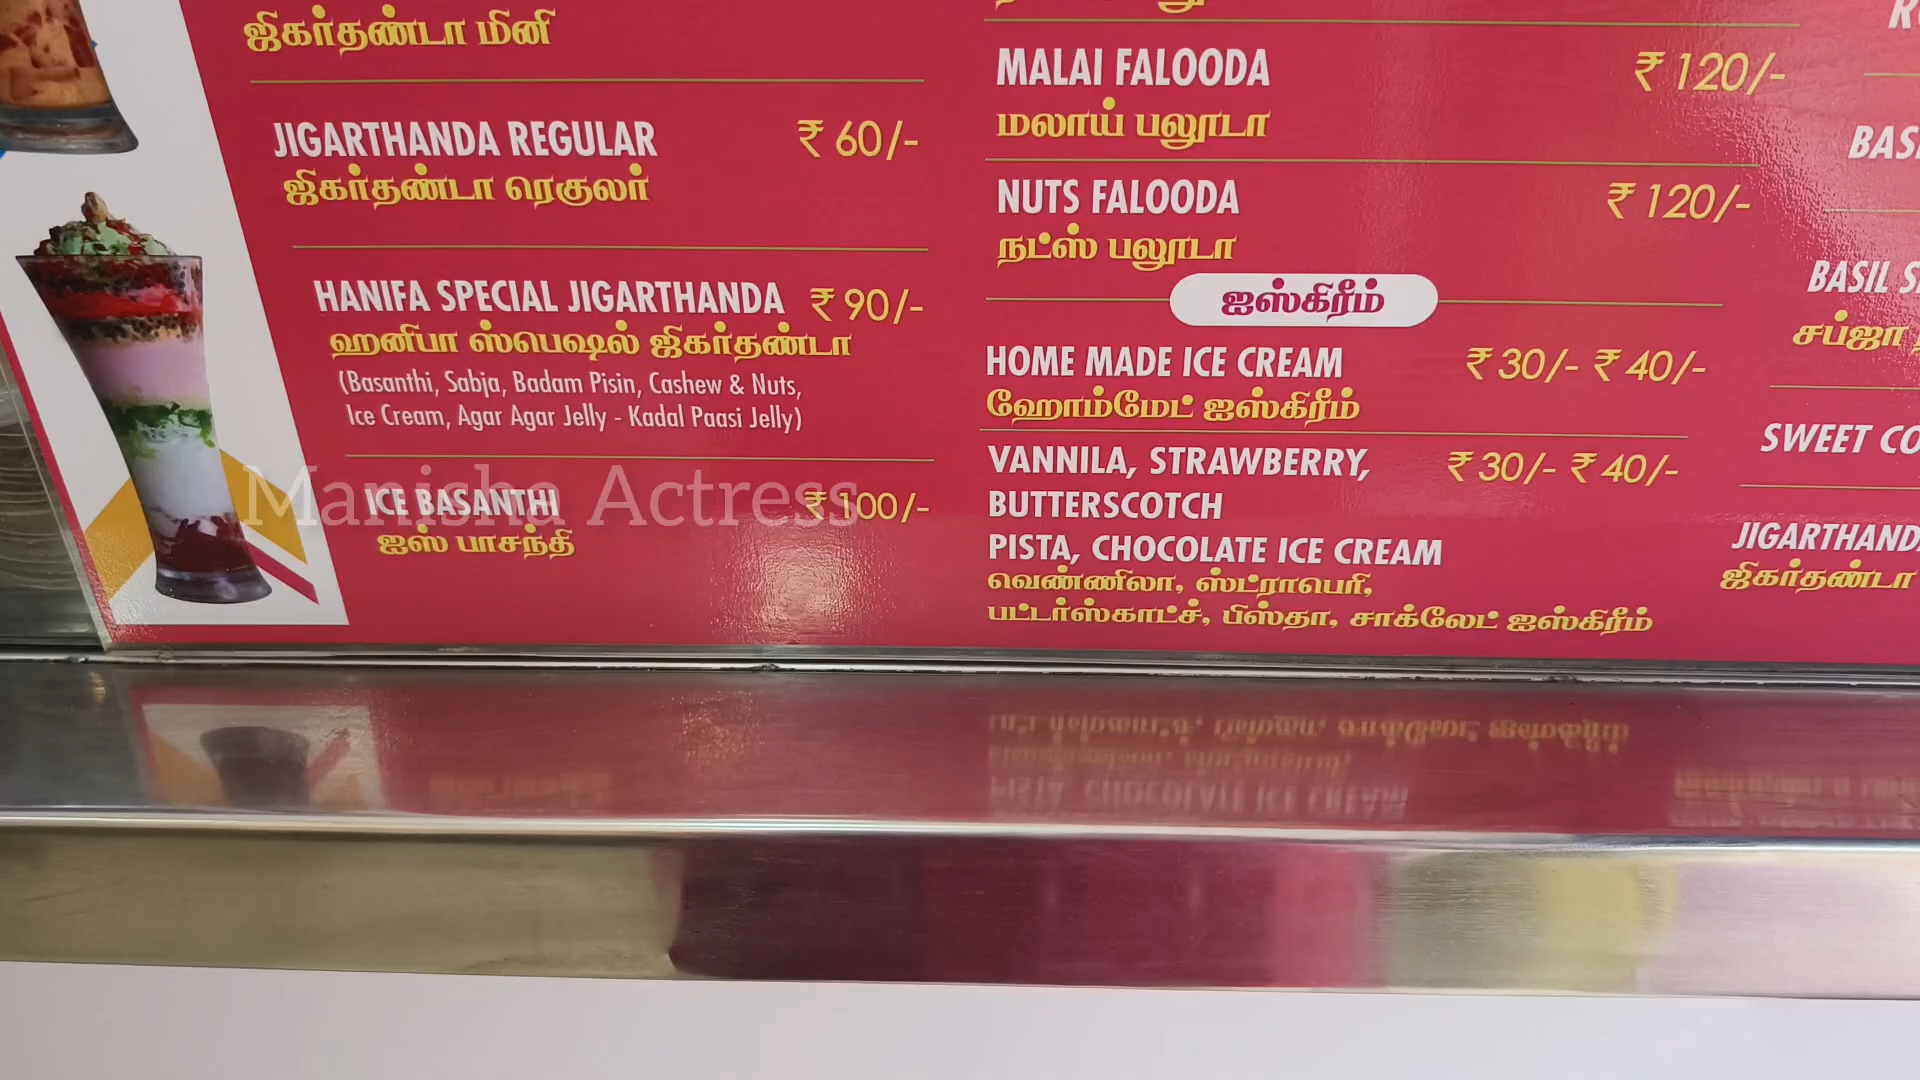 ஜிகர்தண்டா மினி
JIGARTHANDA REGULAR ₹ 60/-
ஜிகர்தண்டா ரெகுலர்
HANIFA SPECIAL JIGARTHANDA ₹ 90/-
ஹனிபா ஸ்பெஷல் ஜிகர்தண்டா
(Basanthi, Sabja, Badam Pisin, Cashew & Nuts,
Ice Cream, Agar Agar Jelly - Kadal Paasi Jelly)
ICE BASANTHI ₹ 100/-
ஐஸ் பாசந்தி
Manisha Actress
MALAI FALOODA ₹ 120/-
மலாய் பலூடா
NUTS FALOODA ₹ 120/-
நட்ஸ் பலூடா
ஐஸ்கிரீம்
HOME MADE ICE CREAM ₹ 30/- ₹ 40/-
ஹோம்மேட் ஐஸ்கிரீம்
VANNILA, STRAWBERRY, ₹ 30/- ₹ 40/-
BUTTERSCOTCH
PISTA, CHOCOLATE ICE CREAM
வெண்ணிலா, ஸ்ட்ராபெரி,
பட்டர்ஸ்காட்ச், பிஸ்தா, சாக்லேட் ஐஸ்கிரீம்
BASIL
சப்ஜா
SWEET
ஜிகர்தண்டா